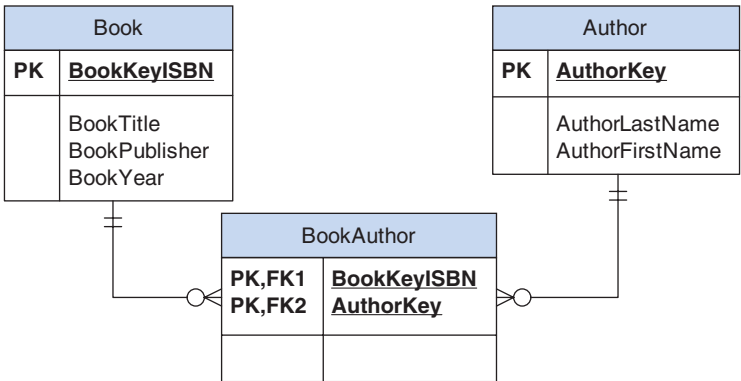 Book
PK BookKeyISBN
BookTitle
BookPublisher
BookYear
Author
PK AuthorKey
AuthorLastName
AuthorFirstName
BookAuthor
PK,FK1 BookKeyISBN
PK,FK2 AuthorKey